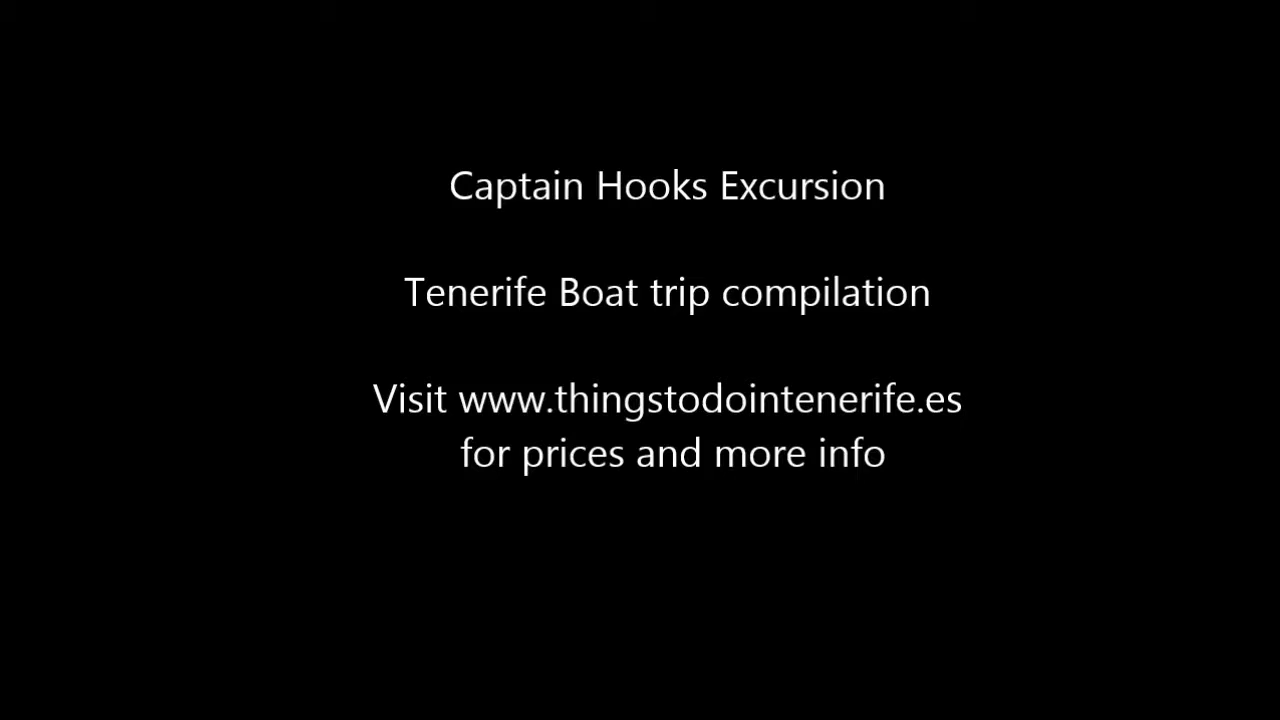 Captain Hooks Excursion
Tenerife Boat trip compilation
Visit www.thingstodointenerife.es
for prices and more info